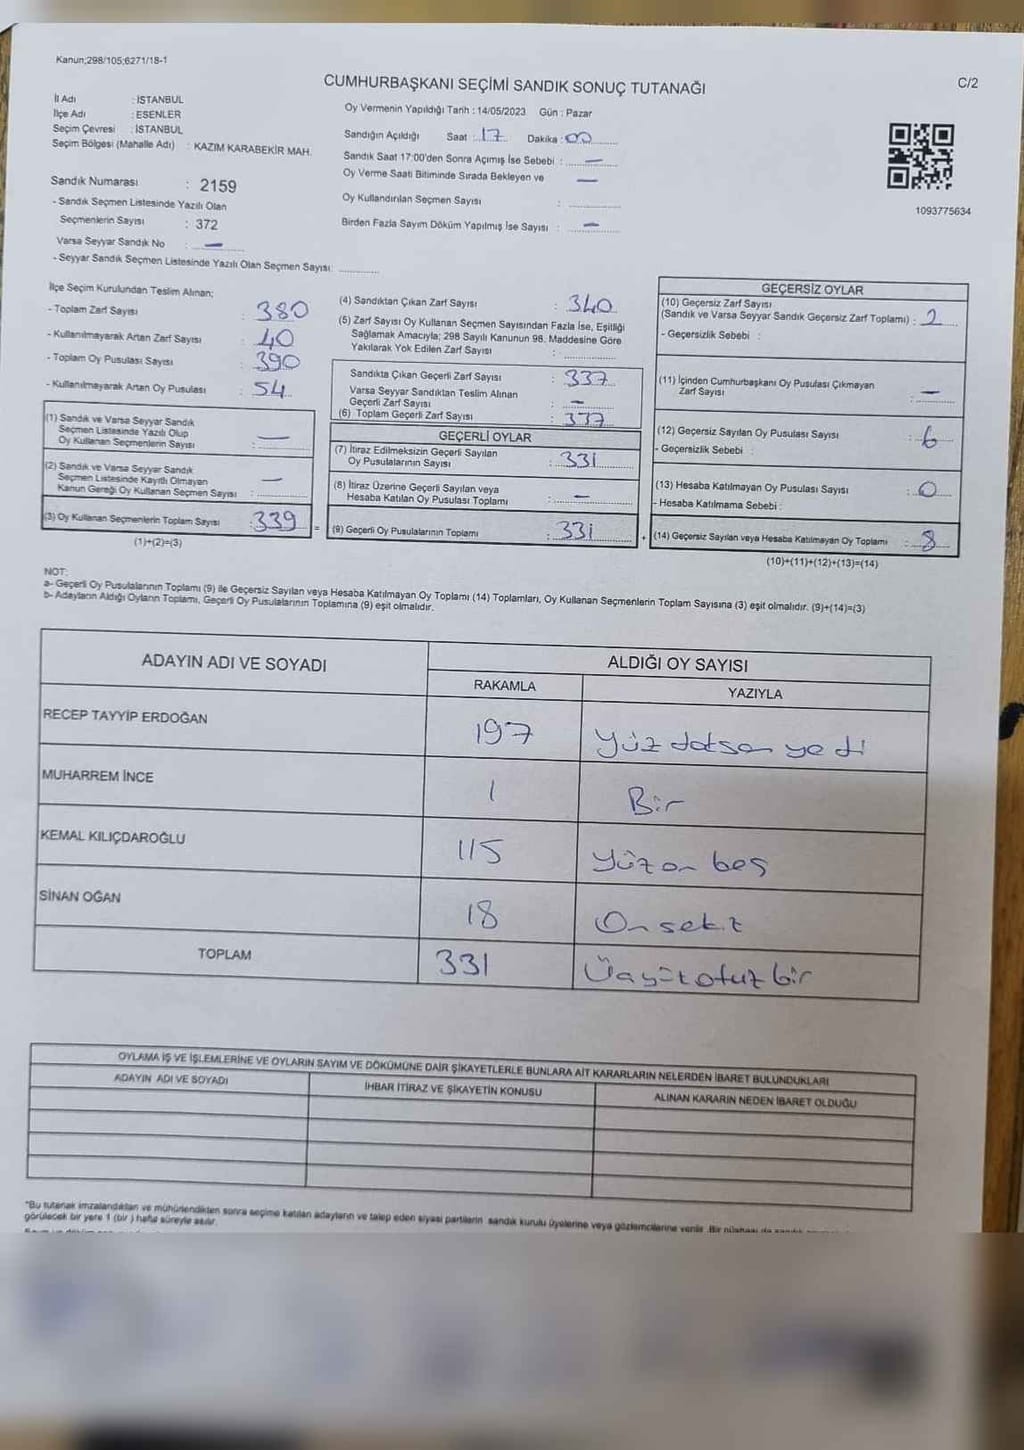 Kanun;298/105;6271/18-1
CUMHURBAŞKANI SEÇİMİ SANDIK SONUÇ TUTANAĞI
C/2
İl Adı : İSTANBUL
İlçe Adı : ESENLER
Seçim Çevresi : İSTANBUL
Seçim Bölgesi (Mahalle Adı) : KAZIM KARABEKİR MAH.
Sandık Numarası : 2159
- Sandık Seçmen Listesinde Yazılı Olan
Seçmenlerin Sayısı : 372
Varsa Seyyar Sandık No : —
- Seyyar Sandık Seçmen Listesinde Yazılı Olan Seçmen Sayısı:
Oy Vermenin Yapıldığı Tarih : 14/05/2023 Gün : Pazar
Sandığın Açıldığı Saat : 17 Dakika : 00
Sandık Saat 17:00'den Sonra Açımış İse Sebebi : —
Oy Verme Saati Bitiminde Sırada Bekleyen ve —
Oy Kullandırılan Seçmen Sayısı :
Birden Fazla Sayım Döküm Yapılmış İse Sayısı : —
1093775634
İlçe Seçim Kurulundan Teslim Alınan;
- Toplam Zarf Sayısı : 380
- Kullanılmayarak Artan Zarf Sayısı : 40
- Toplam Oy Pusulası Sayısı : 390
- Kullanılmayarak Artan Oy Pusulası : 54
(1) Sandık ve Varsa Seyyar Sandık
Seçmen Listesinde Yazılı Olup
Oy Kullanan Seçmenlerin Sayısı : —
(2) Sandık ve Varsa Seyyar Sandık
Seçmen Listesinde Kayıtlı Olmayan
Kanun Gereği Oy Kullanan Seçmen Sayısı : —
(3) Oy Kullanan Seçmenlerin Toplam Sayısı : 339
(1)+(2)=(3)
(4) Sandıktan Çıkan Zarf Sayısı : 340
(5) Zarf Sayısı Oy Kullanan Seçmen Sayısından Fazla İse, Eşitliği
Sağlamak Amacıyla; 298 Sayılı Kanunun 98. Maddesine Göre
Yakılarak Yok Edilen Zarf Sayısı :
Sandıkta Çıkan Geçerli Zarf Sayısı : 337
Varsa Seyyar Sandıktan Teslim Alınan
Geçerli Zarf Sayısı : —
(6) Toplam Geçerli Zarf Sayısı : 337
GEÇERLİ OYLAR
(7) İtiraz Edilmeksizin Geçerli Sayılan
Oy Pusulalarının Sayısı : 331
(8) İtiraz Üzerine Geçerli Sayılan veya
Hesaba Katılan Oy Pusulası Toplamı : —
= (9) Geçerli Oy Pusulalarının Toplamı : 331
GEÇERSİZ OYLAR
(10) Geçersiz Zarf Sayısı
(Sandık ve Varsa Seyyar Sandık Geçersiz Zarf Toplamı) : 2
- Geçersizlik Sebebi :
(11) İçinden Cumhurbaşkanı Oy Pusulası Çıkmayan
Zarf Sayısı : —
(12) Geçersiz Sayılan Oy Pusulası Sayısı : 6
- Geçersizlik Sebebi :
(13) Hesaba Katılmayan Oy Pusulası Sayısı : 0
- Hesaba Katılmama Sebebi :
+ (14) Geçersiz Sayılan veya Hesaba Katılmayan Oy Toplamı : 8
(10)+(11)+(12)+(13)=(14)
NOT:
a- Geçerli Oy Pusulalarının Toplamı (9) ile Geçersiz Sayılan veya Hesaba Katılmayan Oy Toplamı (14) Toplamları, Oy Kullanan Seçmenlerin Toplam Sayısına (3) eşit olmalıdır. (9)+(14)=(3)
b- Adayların Aldığı Oyların Toplamı, Geçerli Oy Pusulalarının Toplamına (9) eşit olmalıdır.
ADAYIN ADI VE SOYADI
ALDIĞI OY SAYISI
RAKAMLA YAZIYLA
RECEP TAYYİP ERDOĞAN 197 Yüz doksan yedi
MUHARREM İNCE 1 Bir
KEMAL KILIÇDAROĞLU 115 Yüz on beş
SİNAN OĞAN 18 On sekiz
TOPLAM 331 Üçyüzotuz bir
OYLAMA İŞ VE İŞLEMLERİNE VE OYLARIN SAYIM VE DÖKÜMÜNE DAİR ŞİKAYETLERLE BUNLARA AİT KARARLARIN NELERDEN İBARET BULUNDUKLARI
ADAYIN ADI VE SOYADI İHBAR İTİRAZ VE ŞİKAYETİN KONUSU ALINAN KARARIN NEDEN İBARET OLDUĞU
"Bu tutanak imzalandıktan ve mühürlendikten sonra seçime katılan adayların ve talep eden siyasi partilerin sandık kurulu üyelerine veya gözlemcilerine verilir. Bir nüshası da sandık
görülecek bir yere 1 (bir ) hafta süreyle asılır.